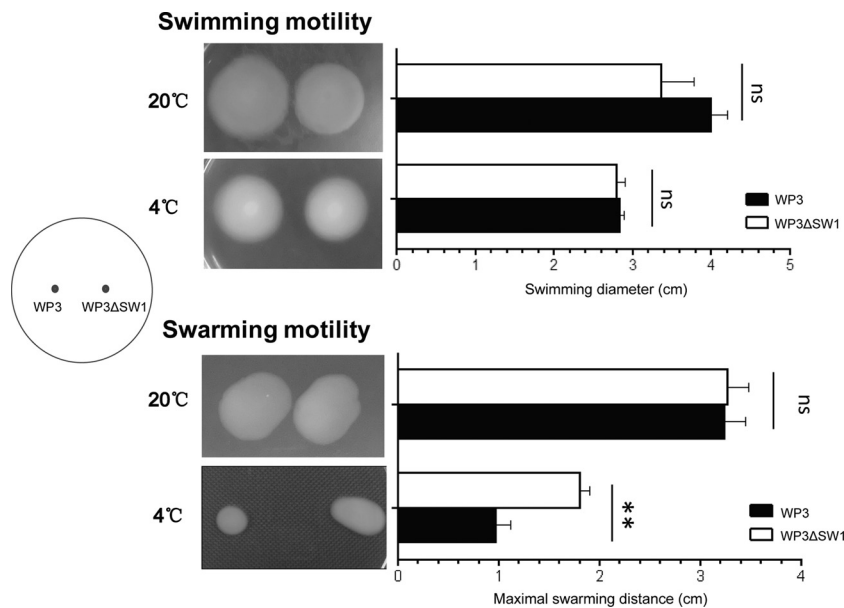 Swimming motility
20℃
ns
4℃
ns
WP3
WP3ΔSW1
0 1 2 3 4 5
Swimming diameter (cm)
WP3 WP3ΔSW1
Swarming motility
20℃
ns
4℃
**
WP3
WP3ΔSW1
0 1 2 3 4
Maximal swarming distance (cm)